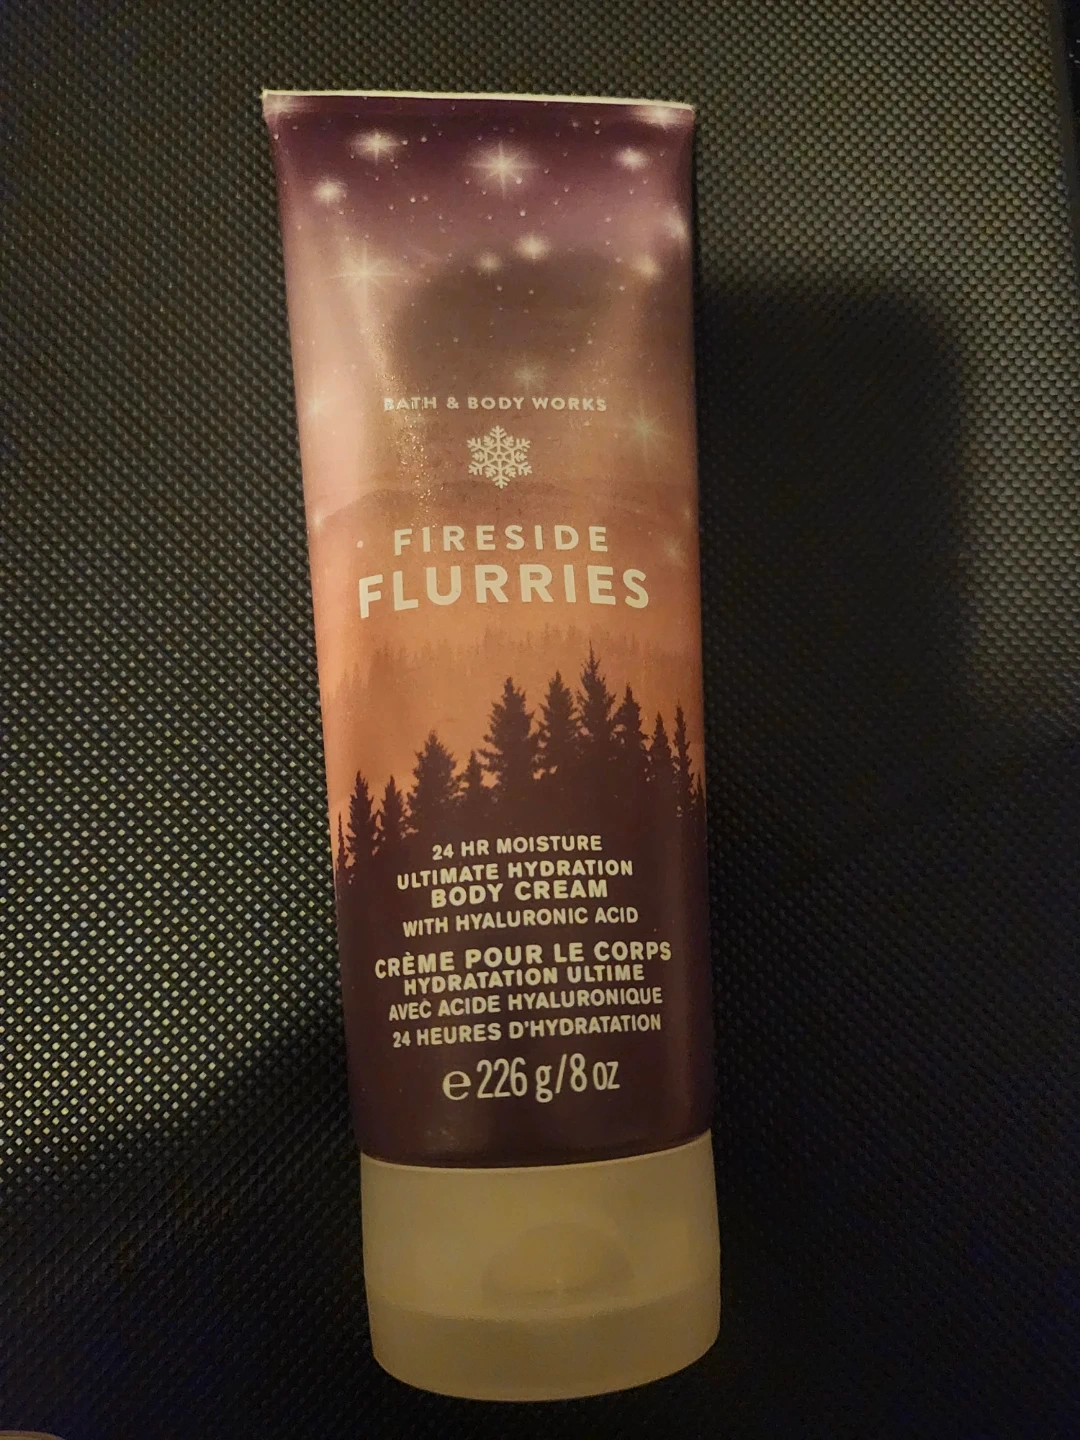 BATH & BODY WORKS
FIRESIDE
FLURRIES
24 HR MOISTURE
ULTIMATE HYDRATION
BODY CREAM
WITH HYALURONIC ACID
CRÈME POUR LE CORPS
HYDRATATION ULTIME
AVEC ACIDE HYALURONIQUE
24 HEURES D'HYDRATATION
℮ 226 g/8 oz